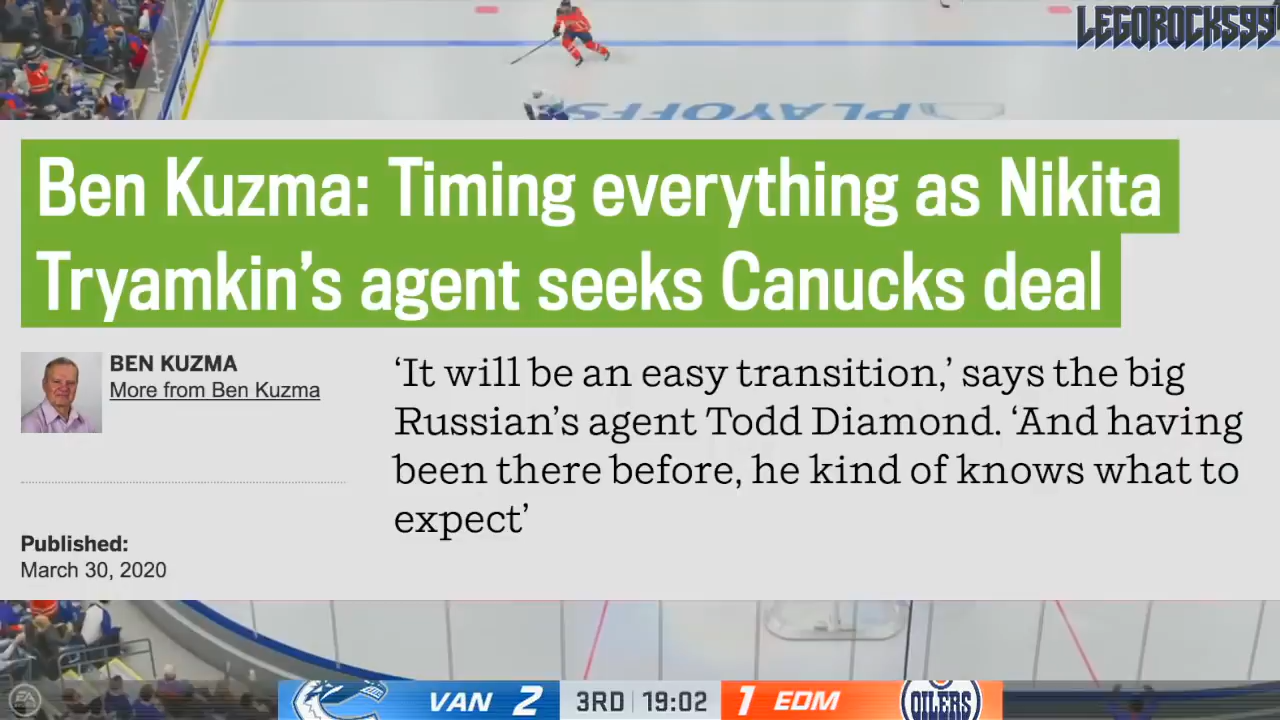 LEGOROCKS99
PLAYOFFS
Ben Kuzma: Timing everything as Nikita
Tryamkin’s agent seeks Canucks deal
BEN KUZMA
More from Ben Kuzma
‘It will be an easy transition,’ says the big
Russian’s agent Todd Diamond. ‘And having
been there before, he kind of knows what to
expect’
Published:
March 30, 2020
EA
VAN 2 3RD 19:02 1 EDM OILERS